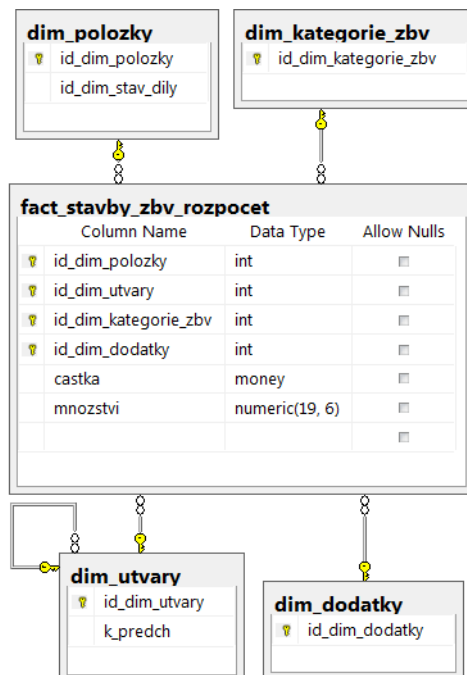 dim_polozky
id_dim_polozky
id_dim_stav_dily
dim_kategorie_zbv
id_dim_kategorie_zbv
fact_stavby_zbv_rozpocet
Column Name Data Type Allow Nulls
id_dim_polozky int
id_dim_utvary int
id_dim_kategorie_zbv int
id_dim_dodatky int
castka money
mnozstvi numeric(19, 6)
dim_utvary
id_dim_utvary
k_predch
dim_dodatky
id_dim_dodatky